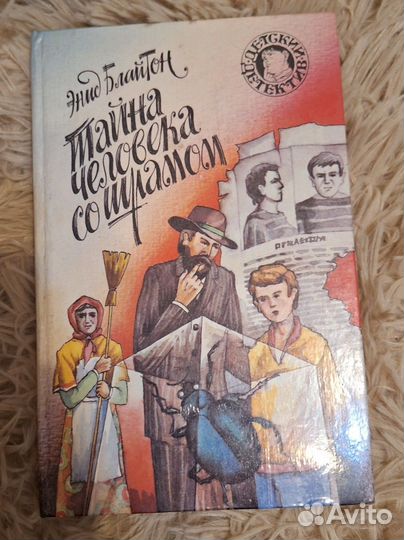 Энид Блайтон
Тайна
человека
со шрамом
ДЕТСКИЙ
ДЕТЕКТИВ
Avito